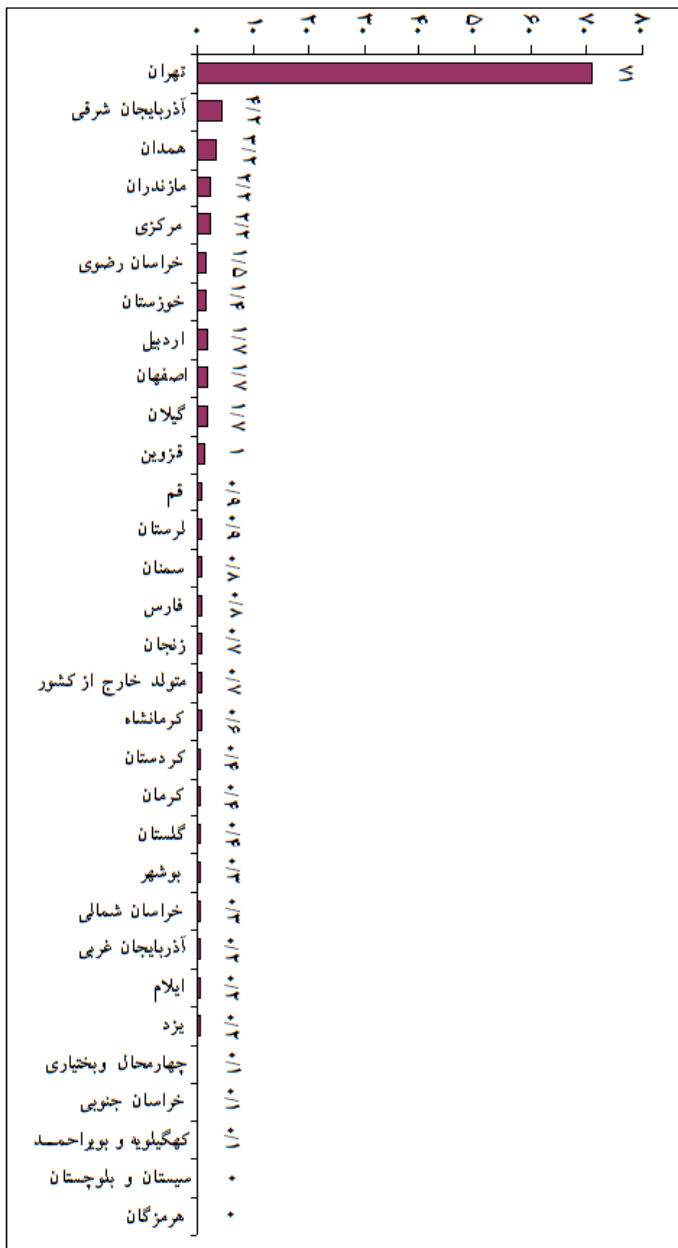 ۰ ۱۰ ۲۰ ۳۰ ۴۰ ۵۰ ۶۰ ۷۰ ۸۰
تهران ۷۱
آذربایجان شرقی ۴/۲
همدان ۳/۲
مازندران ۲/۲
مرکزی ۲/۲
خراسان رضوی ۱/۵
خوزستان ۱/۴
اردبیل ۱/۷
اصفهان ۱/۷
گیلان ۱/۷
قزوین ۱
قم ۰/۹
لرستان ۰/۹
سمنان ۰/۸
فارس ۰/۸
زنجان ۰/۷
متولد خارج از کشور ۰/۷
کرمانشاه ۰/۶
کردستان ۰/۴
کرمان ۰/۴
گلستان ۰/۴
بوشهر ۰/۳
خراسان شمالی ۰/۳
آذربایجان غربی ۰/۲
ایلام ۰/۲
یزد ۰/۲
چهارمحال وبختیاری ۰/۱
خراسان جنوبی ۰/۱
کهگیلویه و بویراحمـــد ۰/۱
سیستان و بلوچستان ۰
هرمزگان ۰